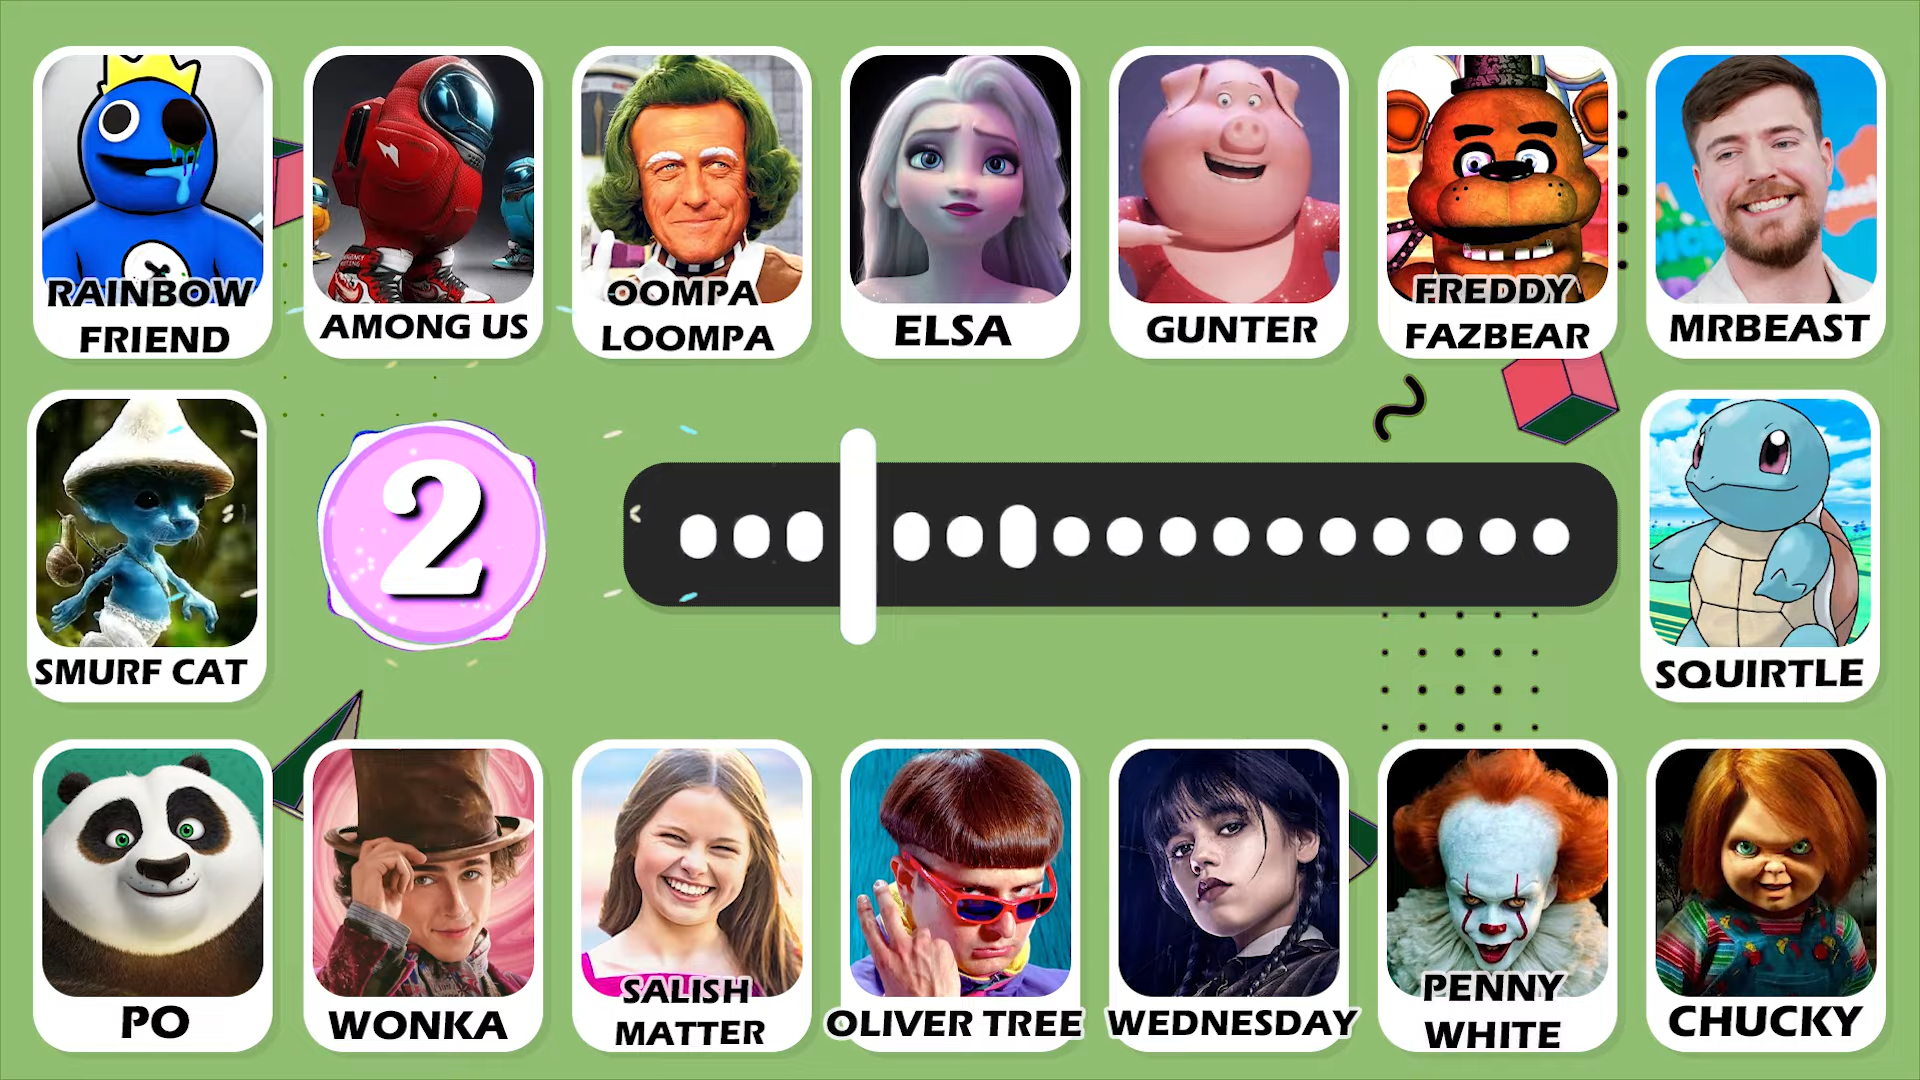 RAINBOW
FRIEND
AMONG US
OOMPA
LOOMPA
ELSA
GUNTER
FREDDY
FAZBEAR
MRBEAST
SMURF CAT
2
SQUIRTLE
PO
WONKA
SALISH
MATTER
OLIVER TREE
WEDNESDAY
PENNY
WHITE
CHUCKY